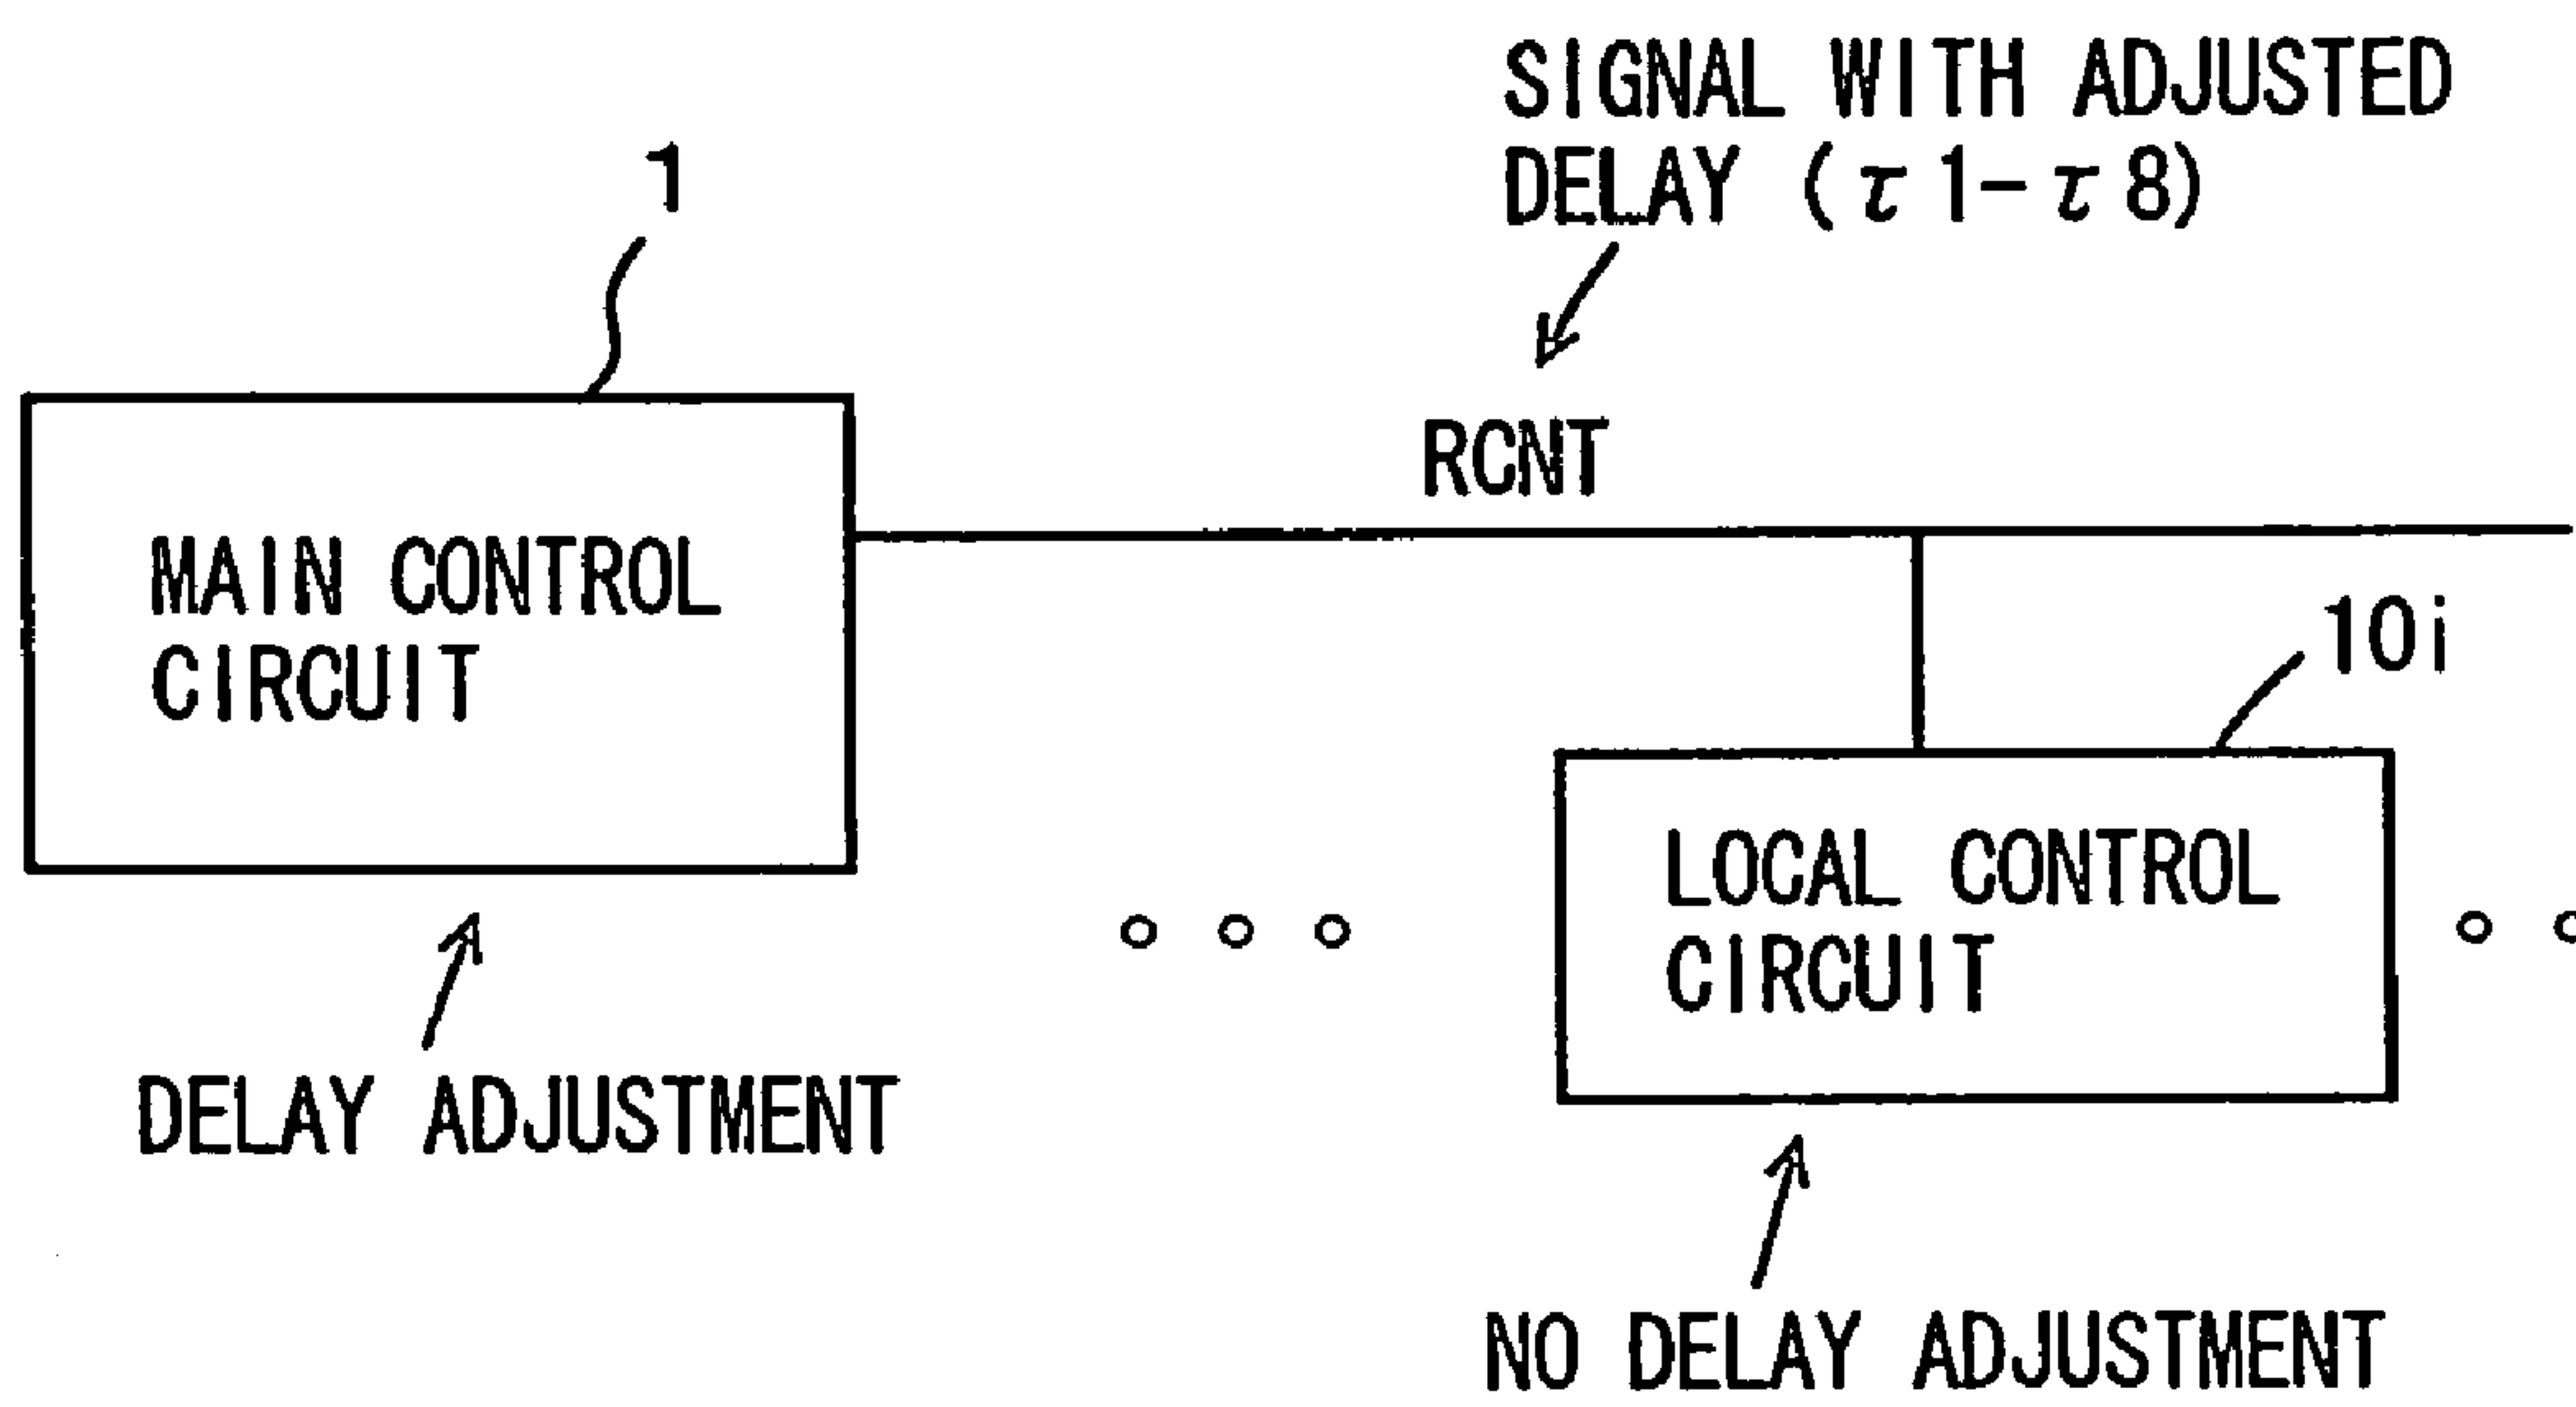 SIGNAL WITH ADJUSTED
DELAY (τ1-τ8)
1
RCNT
MAIN CONTROL
CIRCUIT
10i
LOCAL CONTROL
CIRCUIT
DELAY ADJUSTMENT
NO DELAY ADJUSTMENT